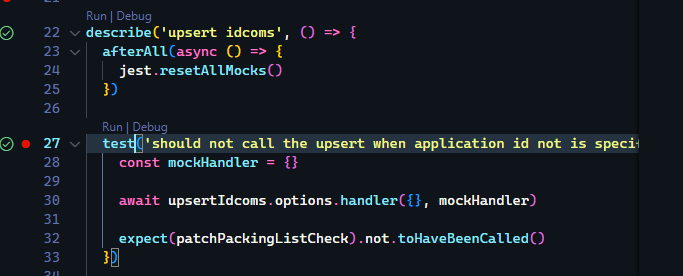 Run | Debug
22 describe('upsert idcoms', () => {
23 afterAll(async () => {
24 jest.resetAllMocks()
25 })
26
Run | Debug
27 test('should not call the upsert when application id not is speci
28 const mockHandler = {}
29
30 await upsertIdcoms.options.handler({}, mockHandler)
31
32 expect(patchPackingListCheck).not.toHaveBeenCalled()
33 })